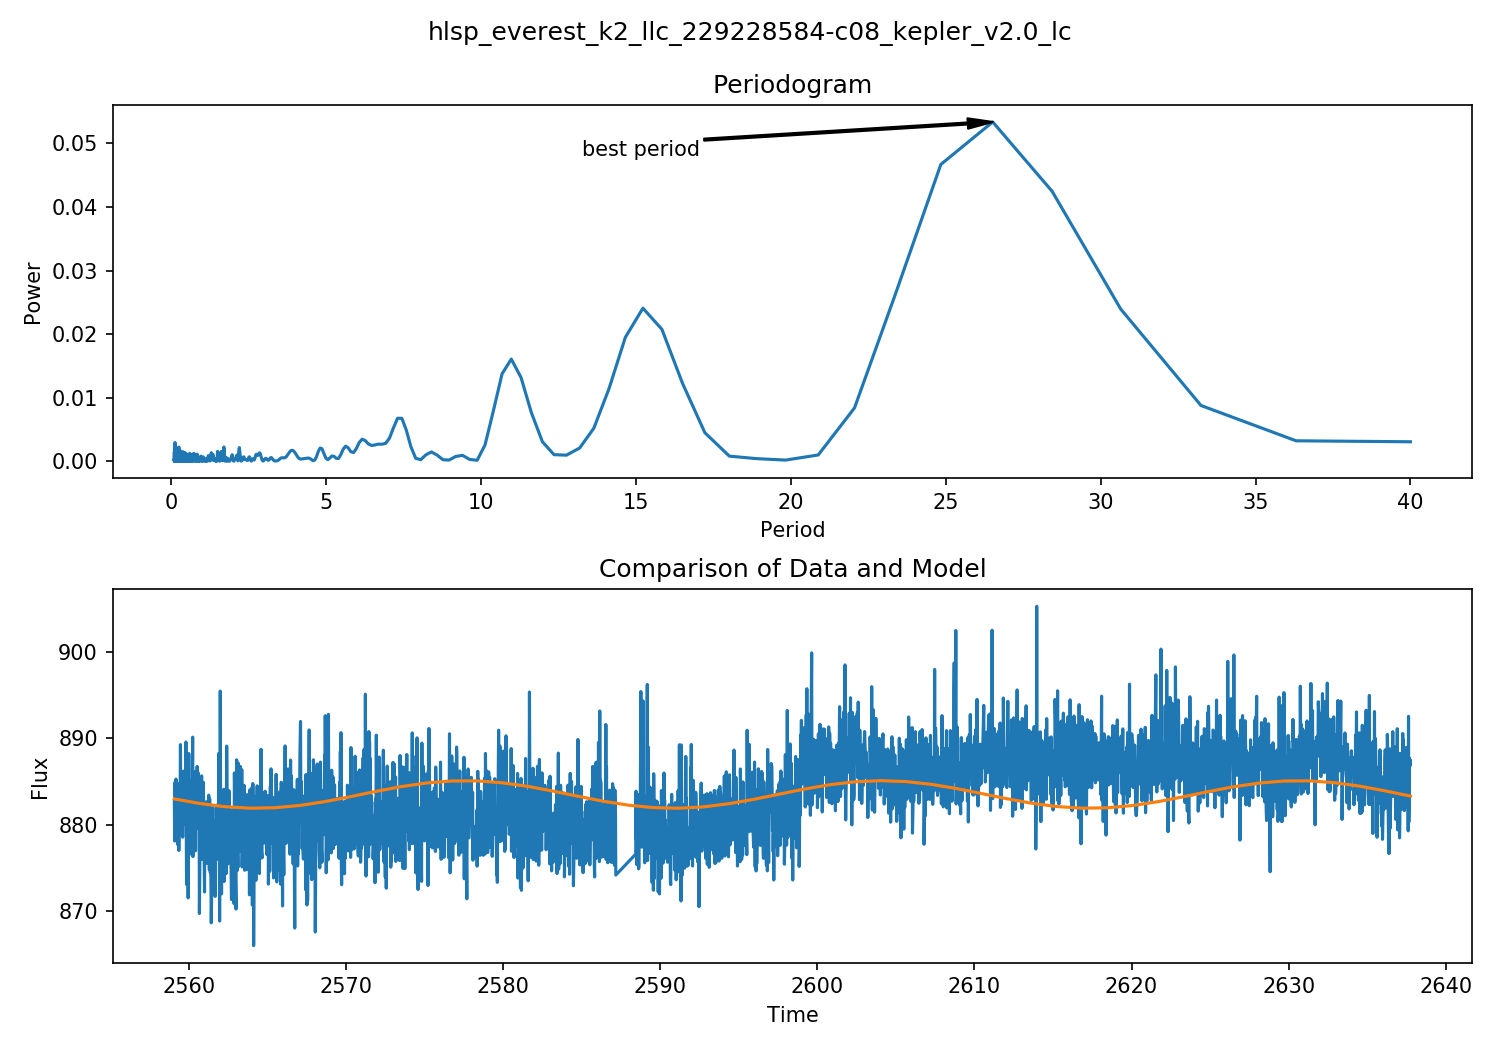 hlsp_everest_k2_llc_229228584-c08_kepler_v2.0_lc
Periodogram
0.05
0.04
0.03
0.02
0.01
0.00
Power
best period
0 5 10 15 20 25 30 35 40
Period
Comparison of Data and Model
900
890
880
870
Flux
2560 2570 2580 2590 2600 2610 2620 2630 2640
Time